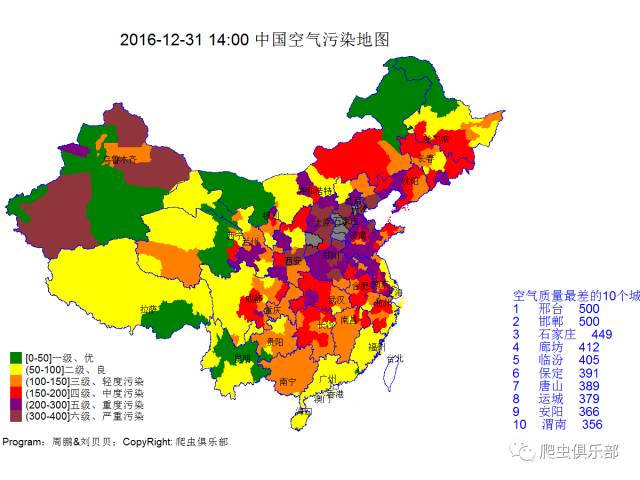 2016-12-31 14:00 中国空气污染地图
乌鲁木齐
哈尔滨
长春
沈阳
呼和浩特
石家庄
太原
济南
银川
西宁
兰州
西安
郑州
合肥
南京
上海
杭州
武汉
成都
重庆
拉萨
长沙
南昌
贵阳
福州
昆明
台北
南宁
广州
香港
澳门
海口
空气质量最差的10个城
1 邢台 500
2 邯郸 500
3 石家庄 449
4 廊坊 412
5 临汾 405
6 保定 391
7 唐山 389
8 运城 379
9 安阳 366
10 渭南 356
[0-50]一级、优
(50-100]二级、良
(100-150]三级、轻度污染
(150-200]四级、中度污染
(200-300]五级、重度污染
(300-400]六级、严重污染
Program：周鹏&刘贝贝；CopyRight: 爬虫俱乐部
爬虫俱乐部